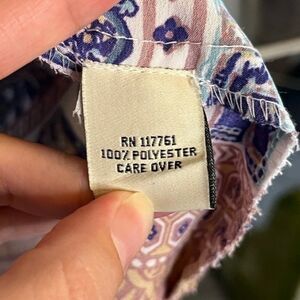 RN 117761
100% POLYESTER
CARE OVER